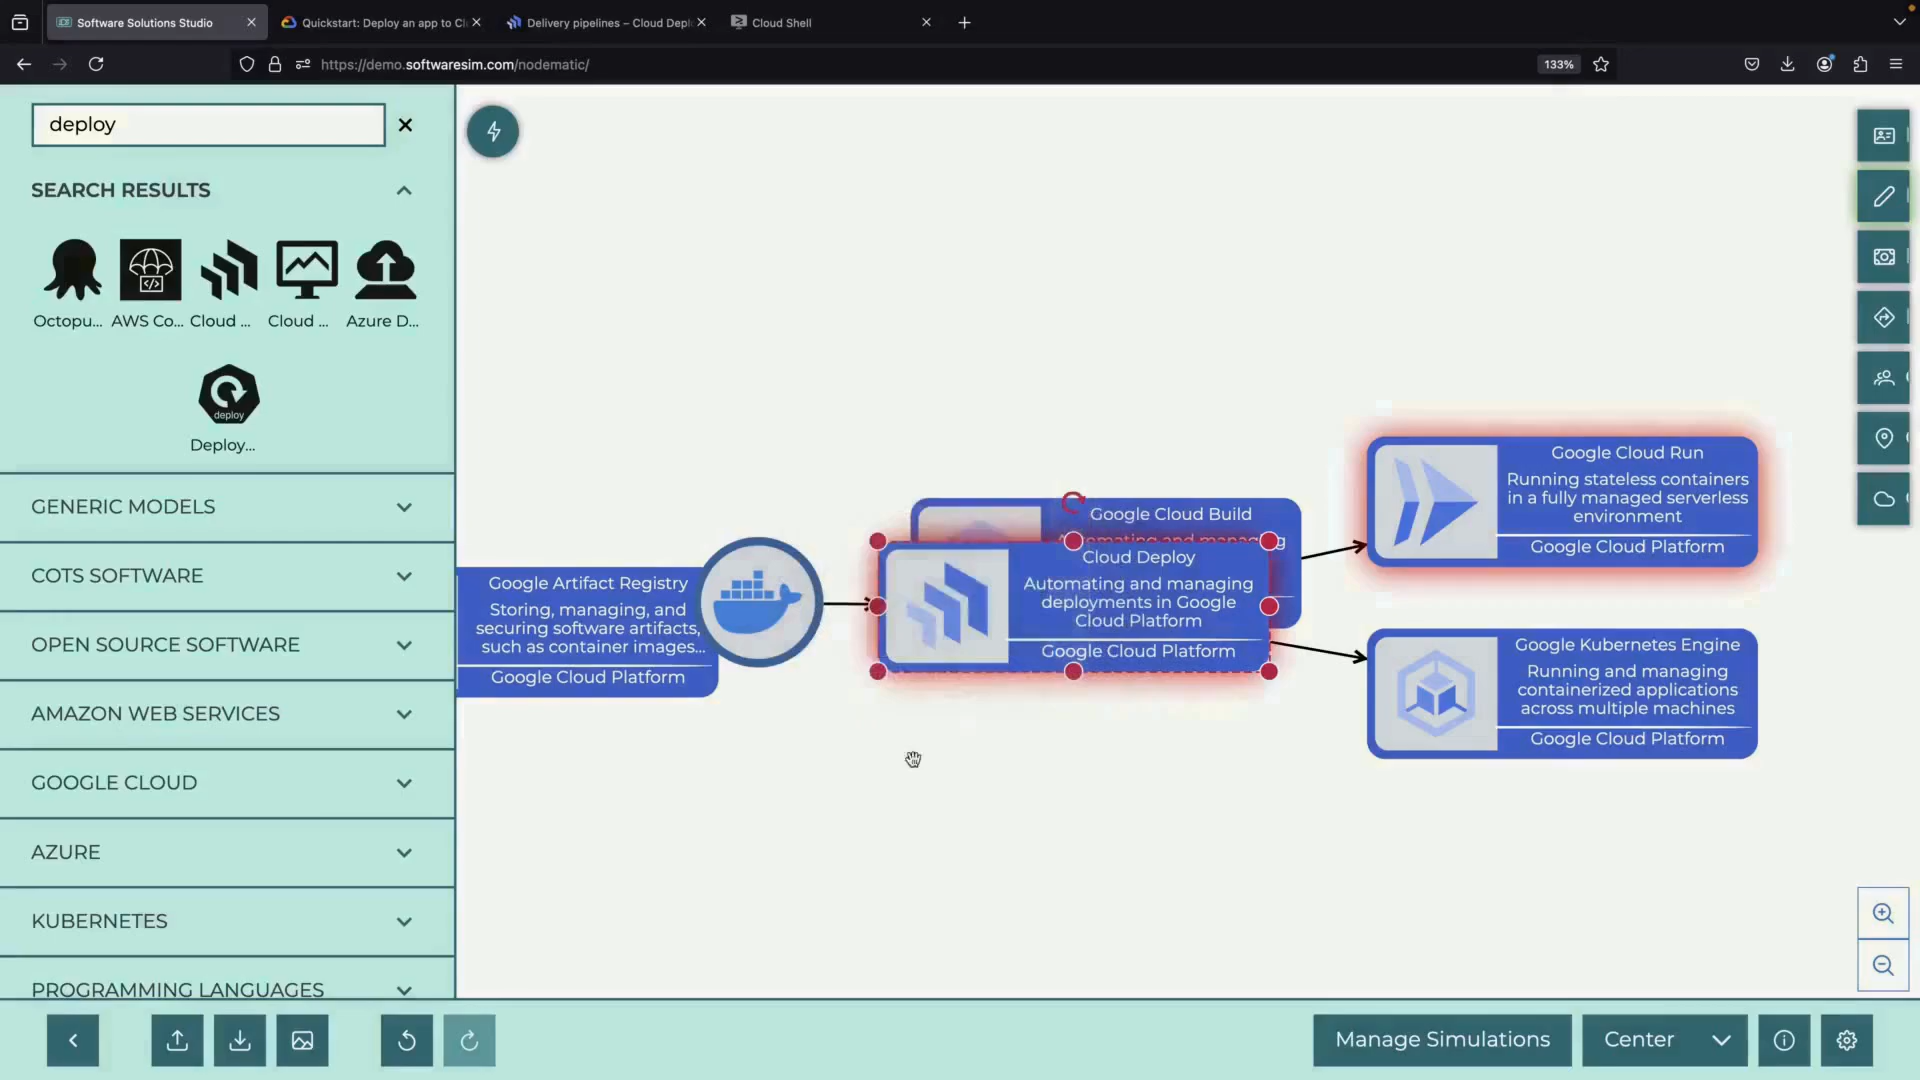 Software Solutions Studio
Quickstart: Deploy an app to Cl
Delivery pipelines – Cloud Depl
Cloud Shell
https://demo.softwaresim.com/nodematic/
133%
deploy
SEARCH RESULTS
Octopu...
AWS Co...
Cloud ...
Cloud ...
Azure D...
deploy
Deploy...
GENERIC MODELS
COTS SOFTWARE
OPEN SOURCE SOFTWARE
AMAZON WEB SERVICES
GOOGLE CLOUD
AZURE
KUBERNETES
PROGRAMMING LANGUAGES
Google Artifact Registry
Storing, managing, and
securing software artifacts,
such as container images...
Google Cloud Platform
Google Cloud Build
Automating and managing
Cloud Deploy
Automating and managing
deployments in Google
Cloud Platform
Google Cloud Platform
Google Cloud Run
Running stateless containers
in a fully managed serverless
environment
Google Cloud Platform
Google Kubernetes Engine
Running and managing
containerized applications
across multiple machines
Google Cloud Platform
Manage Simulations
Center